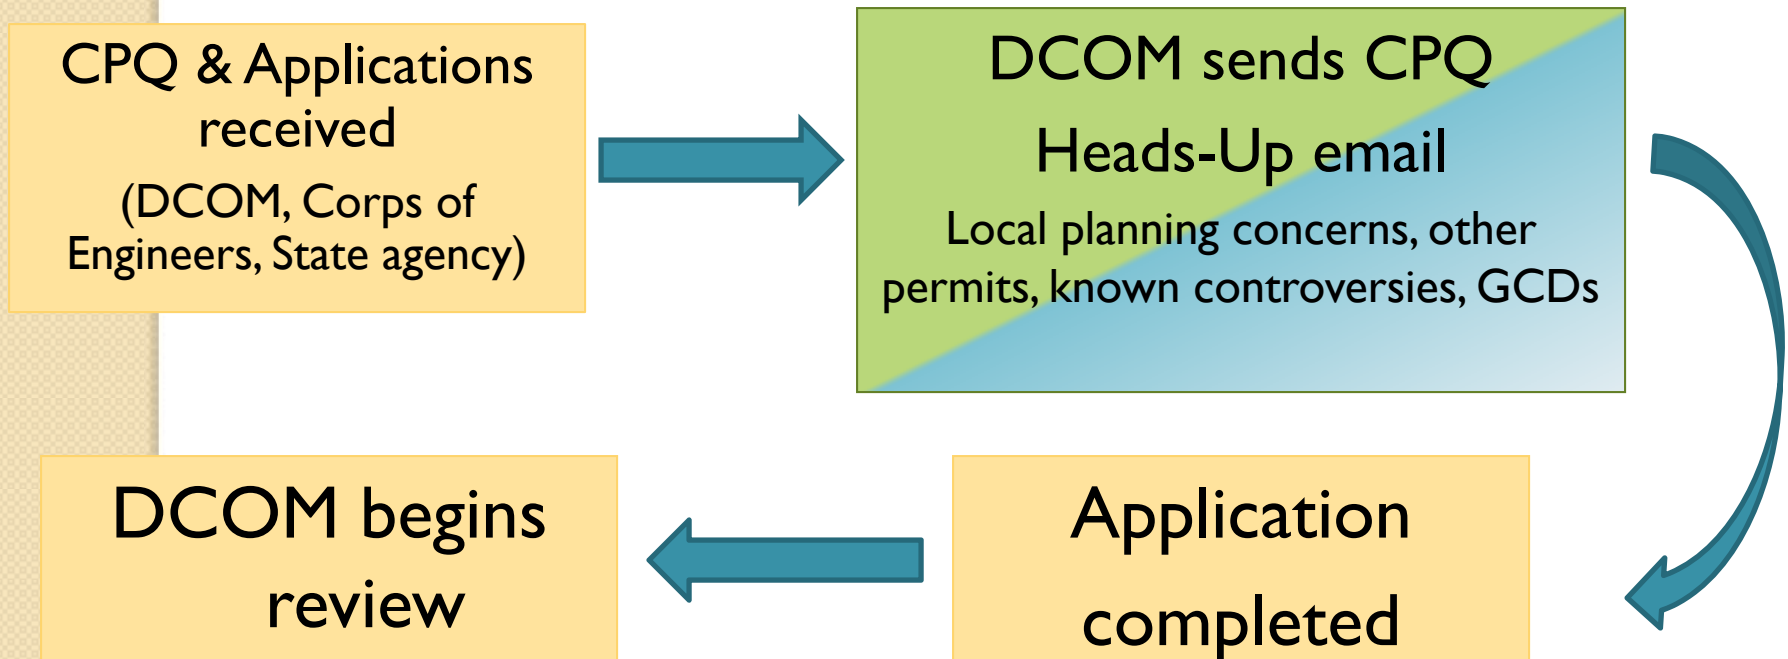 CPQ & Applications
received
(DCOM, Corps of
Engineers, State agency)
DCOM sends CPQ
Heads-Up email
Local planning concerns, other
permits, known controversies, GCDs
Application
completed
DCOM begins
review